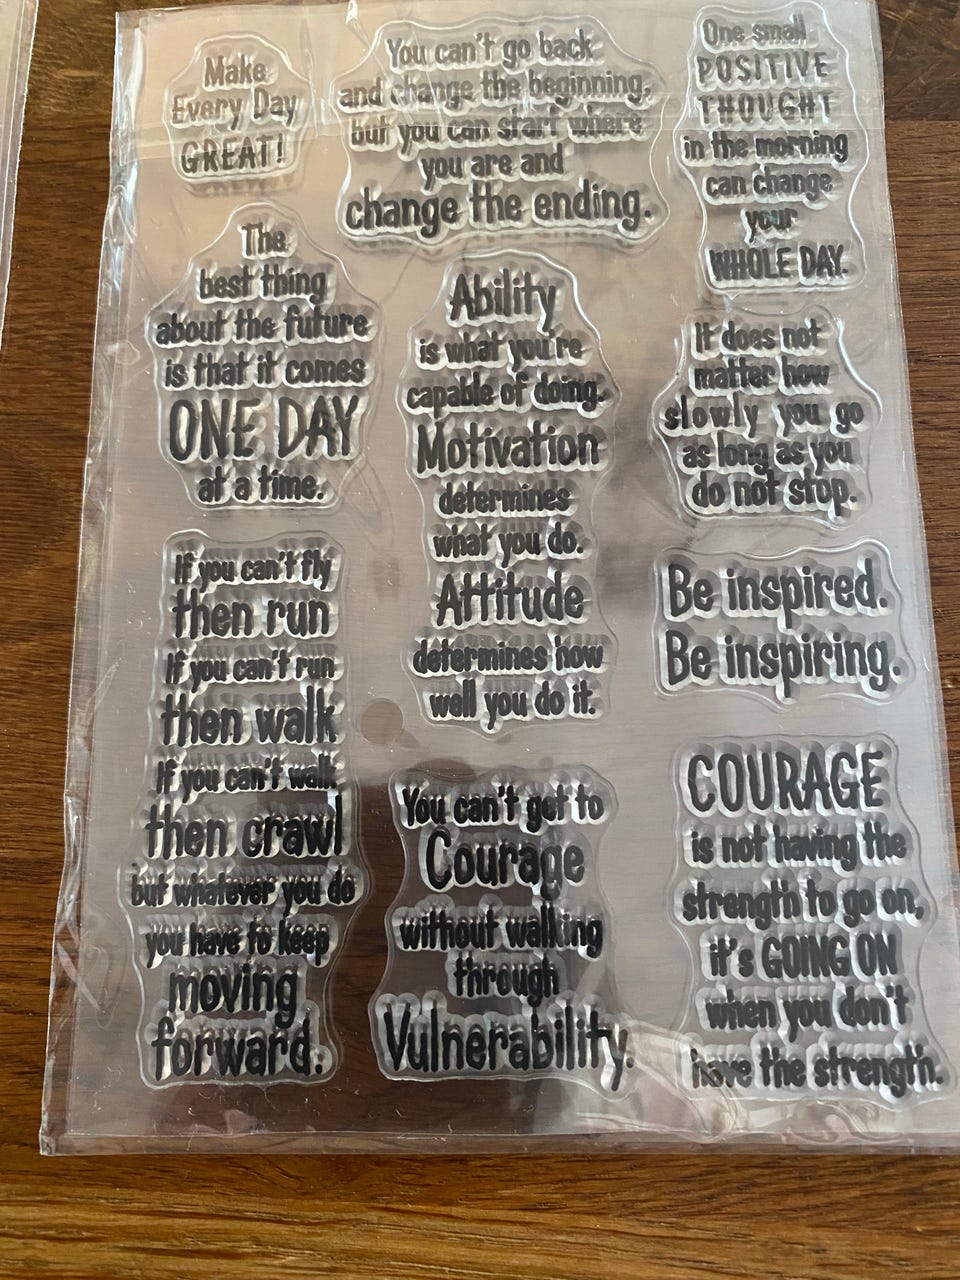 Make
Every Day
GREAT!
You can't go back
and change the beginning,
but you can start where
you are and
change the ending.
One small
POSITIVE
THOUGHT
in the morning
can change
your
WHOLE DAY.
The
best thing
about the future
is that it comes
ONE DAY
at a time.
Ability
is what you're
capable of doing.
Motivation
determines
what you do.
Attitude
determines how
well you do it.
It does not
matter how
slowly you go
as long as you
do not stop.
If you can't fly
then run
If you can't run
then walk
If you can't walk
then crawl
but whatever you do
you have to keep
moving
forward.
Be inspired.
Be inspiring.
You can't get to
Courage
without walking
through
Vulnerability.
COURAGE
is not having the
strength to go on,
it's GOING ON
when you don't
have the strength.